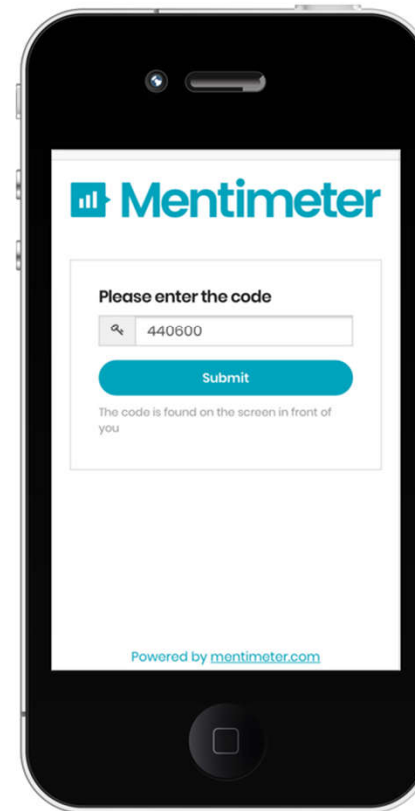 Mentimeter
Please enter the code
440600
Submit
The code is found on the screen in front of
you
Powered by mentimeter.com